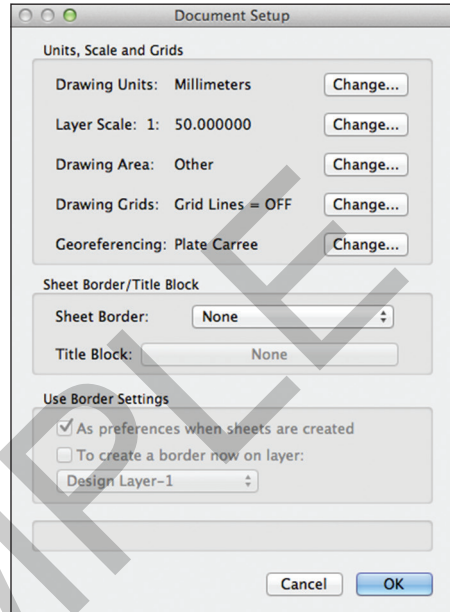 Document Setup
Units, Scale and Grids
Drawing Units: Millimeters Change...
Layer Scale: 1: 50.000000 Change...
Drawing Area: Other Change...
Drawing Grids: Grid Lines = OFF Change...
Georeferencing: Plate Carree Change...
Sheet Border/Title Block
Sheet Border: None
Title Block: None
Use Border Settings
As preferences when sheets are created
To create a border now on layer:
Design Layer-1
Cancel OK
MPLE